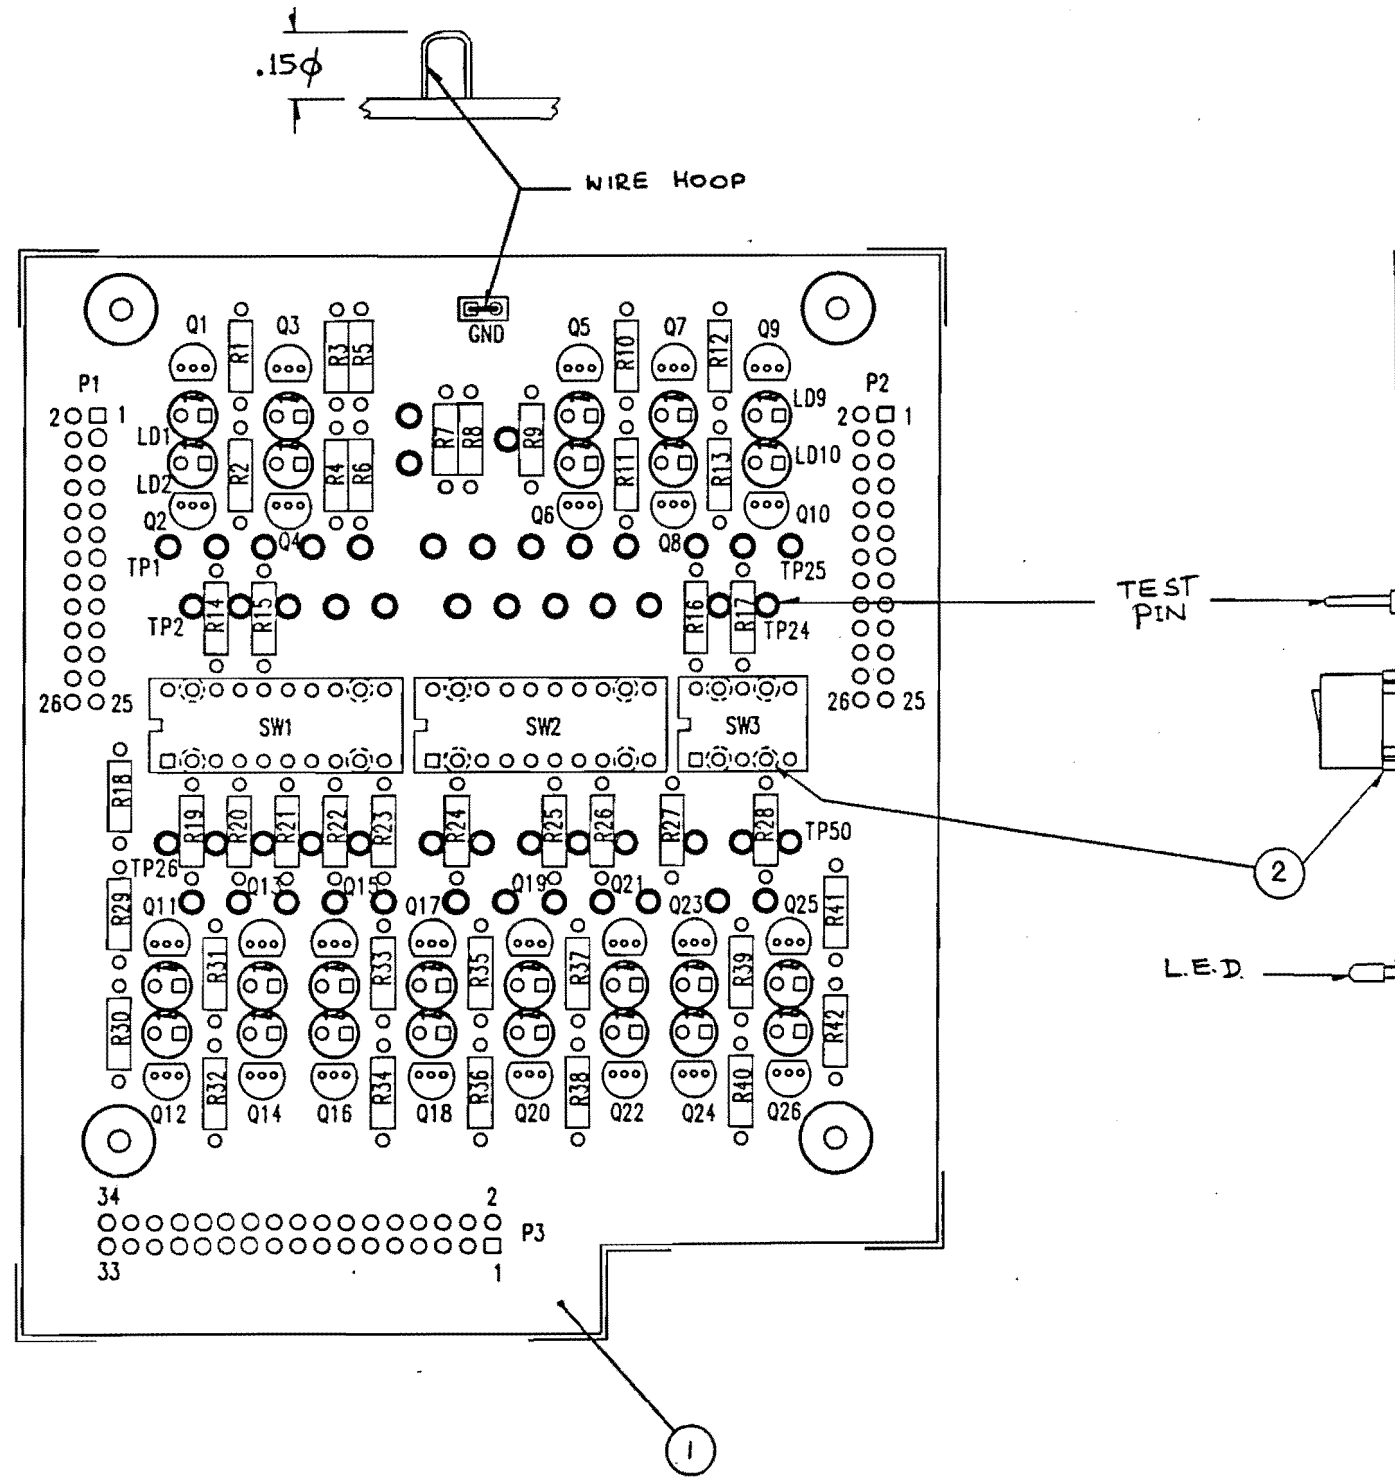 .15ϕ
WIRE HOOP
GND
Q1
R1
Q3
R3
R5
Q5
R10
Q7
R12
Q9
P1
P2
2
1
LD1
R7
R8
R9
LD9
2
1
LD2
R2
R4
R6
R11
R13
LD10
Q2
Q4
Q6
Q8
Q10
TP1
TP25
TP2
R14
R15
R16
R17
TP24
TEST
PIN
26
25
SW1
SW2
SW3
26
25
R18
R19
R20
R21
R22
R23
R24
R25
R26
R27
R28
TP50
TP26
2
R29
Q11
Q13
Q15
Q17
Q19
Q21
Q23
Q25
R41
R30
R31
R33
R35
R37
R39
R42
L.E.D.
R32
R34
R36
R38
R40
Q12
Q14
Q16
Q18
Q20
Q22
Q24
Q26
34
2
P3
33
1
1